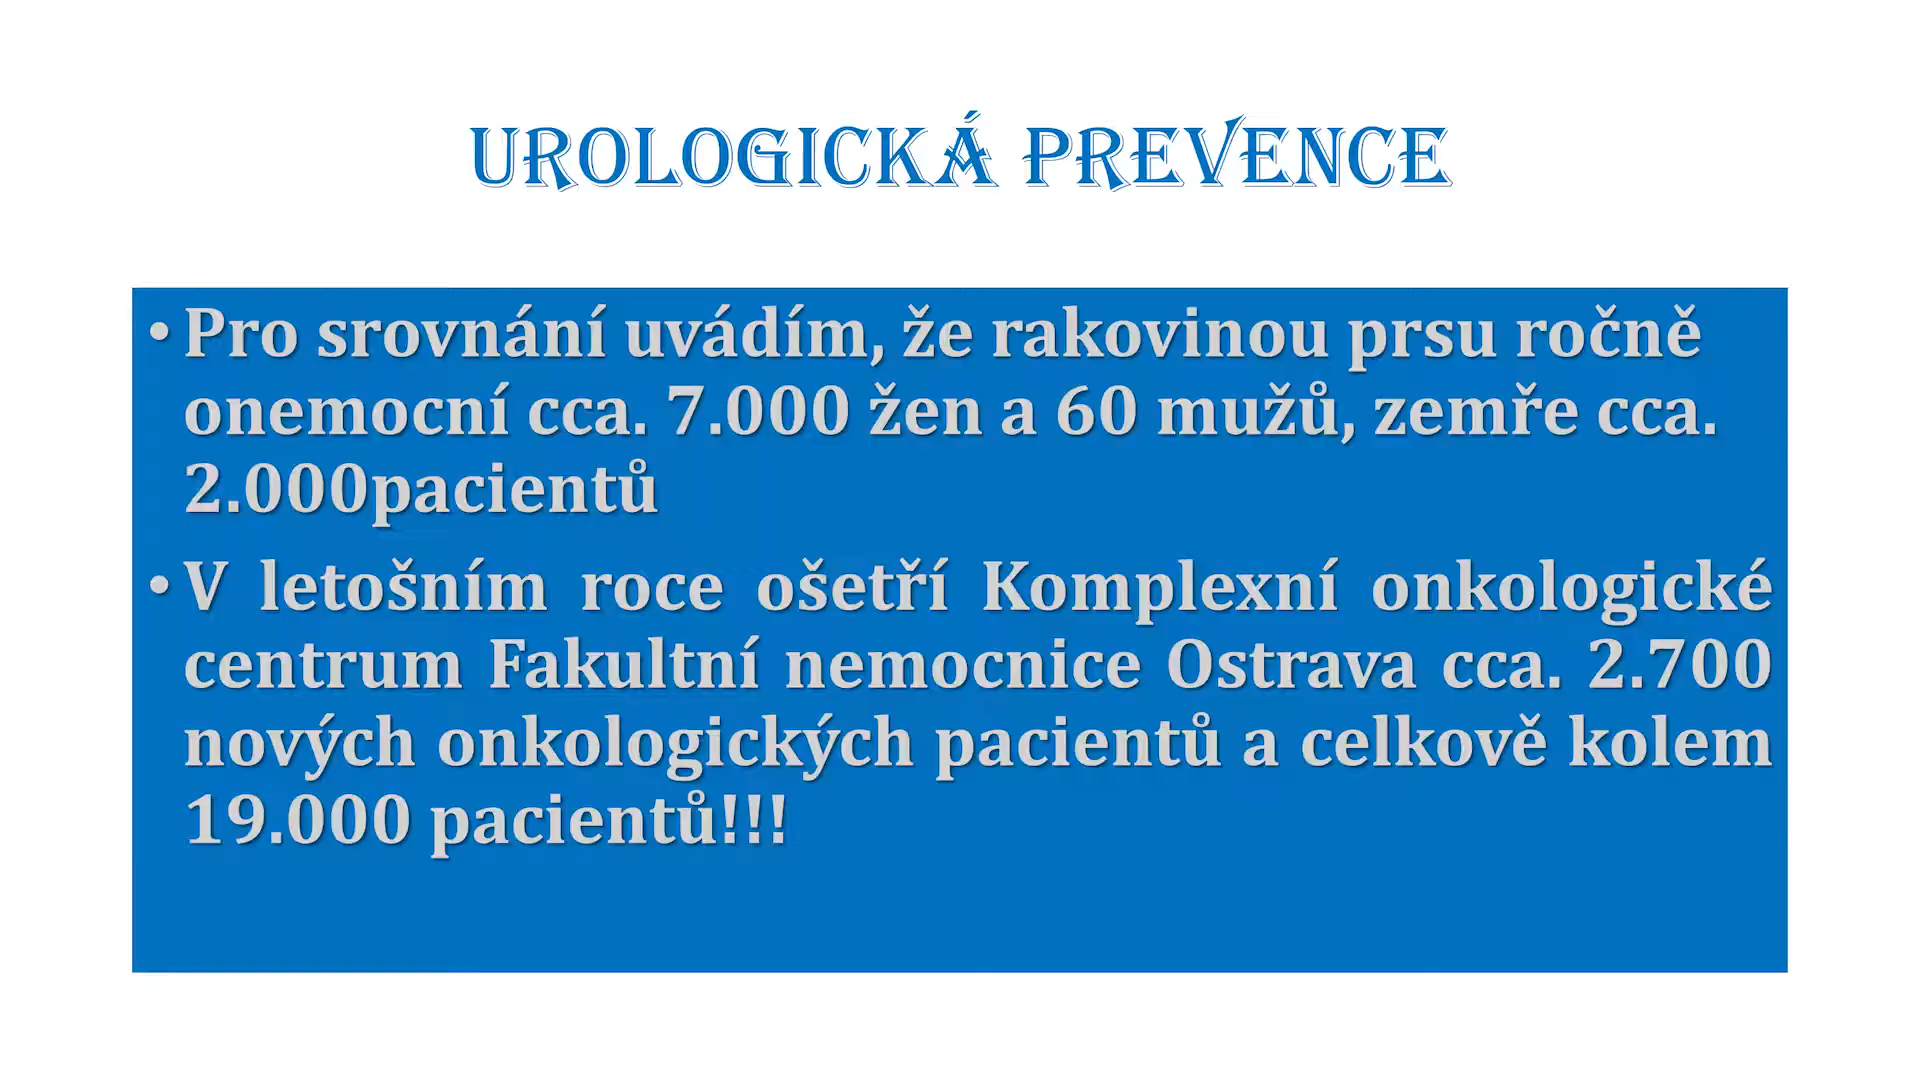 UROLOGICKÁ PREVENCE
• Pro srovnání uvádím, že rakovinou prsu ročně
onemocní cca. 7.000 žen a 60 mužů, zemře cca.
2.000pacientů
• V letošním roce ošetří Komplexní onkologické
centrum Fakultní nemocnice Ostrava cca. 2.700
nových onkologických pacientů a celkově kolem
19.000 pacientů!!!